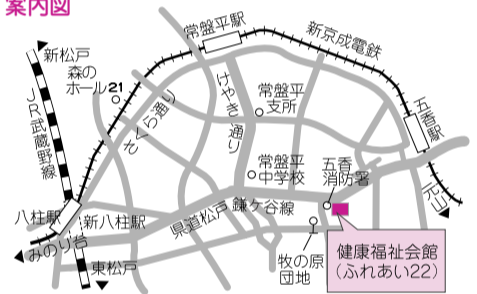 案内図
常盤平駅
新京成電鉄
新松戸
森の
ホール21
JR武蔵野線
さくら通り
けやき通り
常盤平
支所
五香駅
常盤平
中学校
五香
消防署
元山
八柱駅
新八柱駅
県道松戸鎌ヶ谷線
みのり台
東松戸
牧の原
団地
健康福祉会館
(ふれあい22)